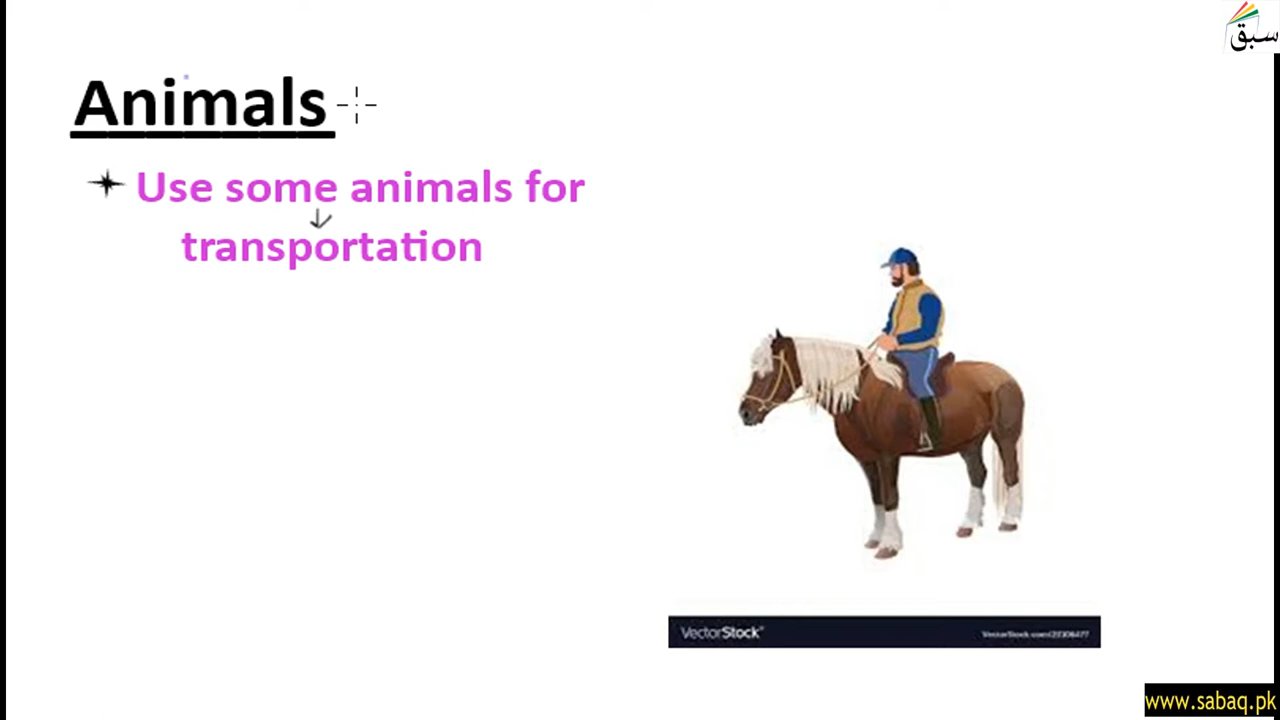 سبق
Animals
Use some animals for
transportation
VectorStock®
www.sabaq.pk